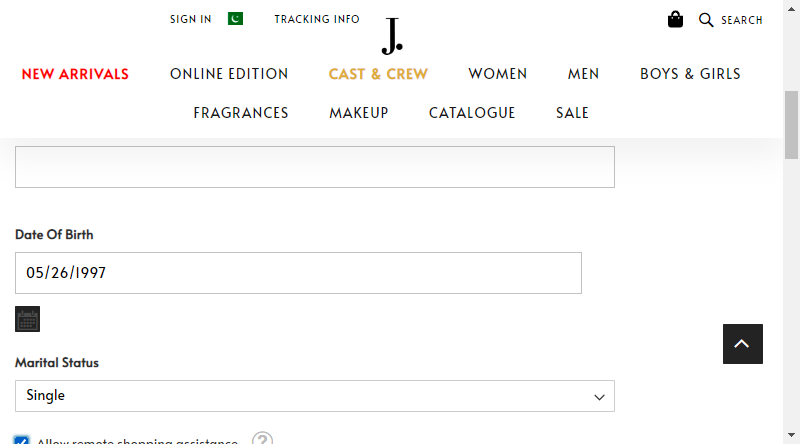 SIGN IN
TRACKING INFO
J.
SEARCH
NEW ARRIVALS
ONLINE EDITION
CAST & CREW
WOMEN
MEN
BOYS & GIRLS
FRAGRANCES
MAKEUP
CATALOGUE
SALE
Date Of Birth
05/26/1997
Marital Status
Single
Allow remote shopping assistance
?